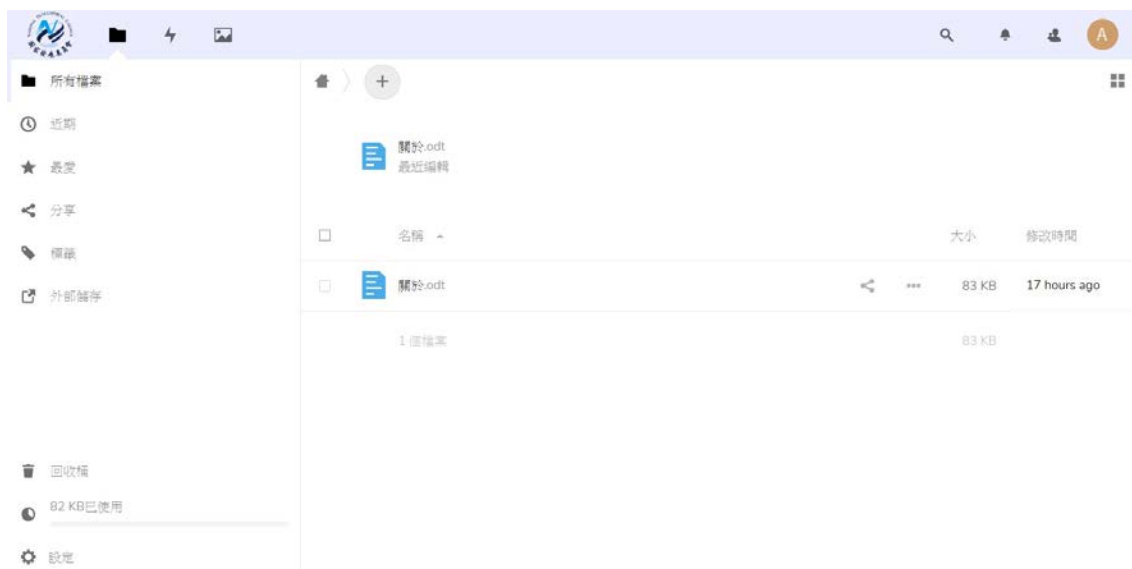 A
所有檔案
近期
最愛
分享
標籤
外部儲存
關於.odt
最近編輯
名稱 大小 修改時間
關於.odt 83 KB 17 hours ago
1 個檔案 83 KB
回收桶
82 KB已使用
設定